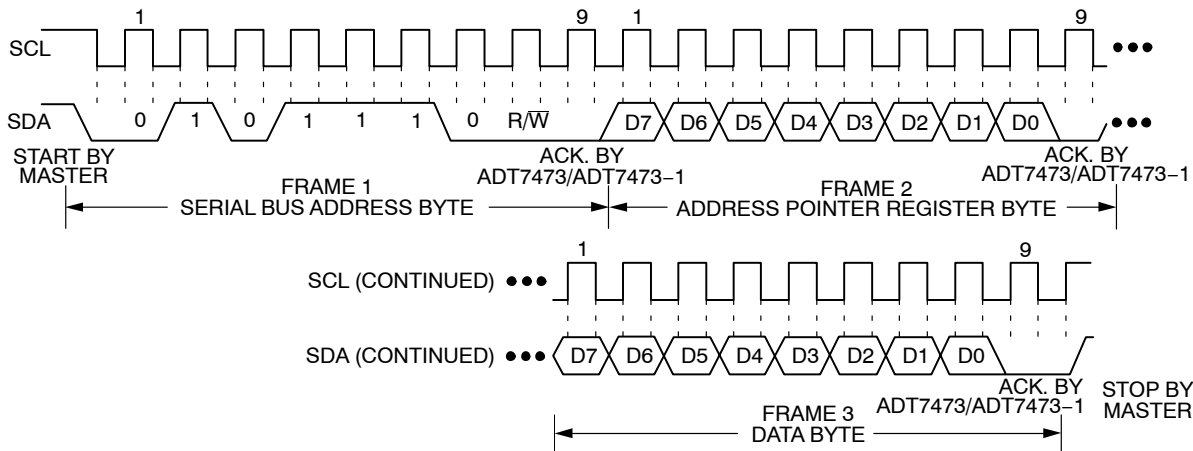 1 9 1 9
SCL
SDA 0 1 0 1 1 1 0 R/W̅ D7 D6 D5 D4 D3 D2 D1 D0
START BY MASTER
ACK. BY ADT7473/ADT7473−1
ACK. BY ADT7473/ADT7473−1
FRAME 1
SERIAL BUS ADDRESS BYTE
FRAME 2
ADDRESS POINTER REGISTER BYTE
1 9
SCL (CONTINUED)
SDA (CONTINUED) D7 D6 D5 D4 D3 D2 D1 D0
ACK. BY ADT7473/ADT7473−1
STOP BY MASTER
FRAME 3
DATA BYTE